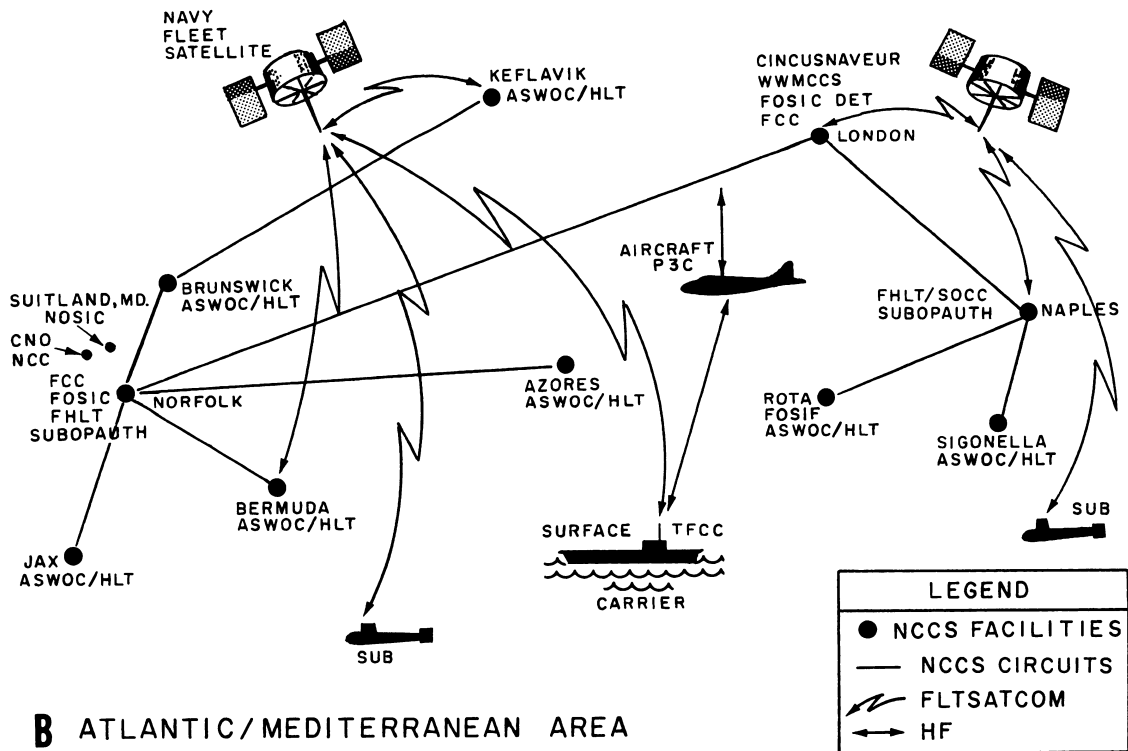 NAVY
FLEET
SATELLITE
KEFLAVIK
ASWOC/HLT
CINCUSNAVEUR
WWMCCS
FOSIC DET
FCC
LONDON
AIRCRAFT
P3C
BRUNSWICK
ASWOC/HLT
SUITLAND, MD.
NOSIC
CNO
NCC
FCC
FOSIC
FHLT
SUBOPAUTH
NORFOLK
AZORES
ASWOC/HLT
FHLT/SOCC
SUBOPAUTH
NAPLES
ROTA
FOSIF
ASWOC/HLT
SIGONELLA
ASWOC/HLT
BERMUDA
ASWOC/HLT
JAX
ASWOC/HLT
SURFACE TFCC
CARRIER
SUB
SUB
LEGEND
NCCS FACILITIES
NCCS CIRCUITS
FLTSATCOM
HF
B ATLANTIC/MEDITERRANEAN AREA